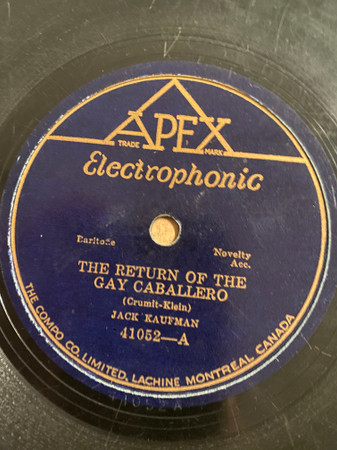 APEX
TRADE MARK
Electrophonic
Baritone
Novelty
Acc.
THE RETURN OF THE
GAY CABALLERO
(Crumit-Klein)
JACK KAUFMAN
41052—A
THE COMPO CO. LIMITED, LACHINE MONTREAL CANADA